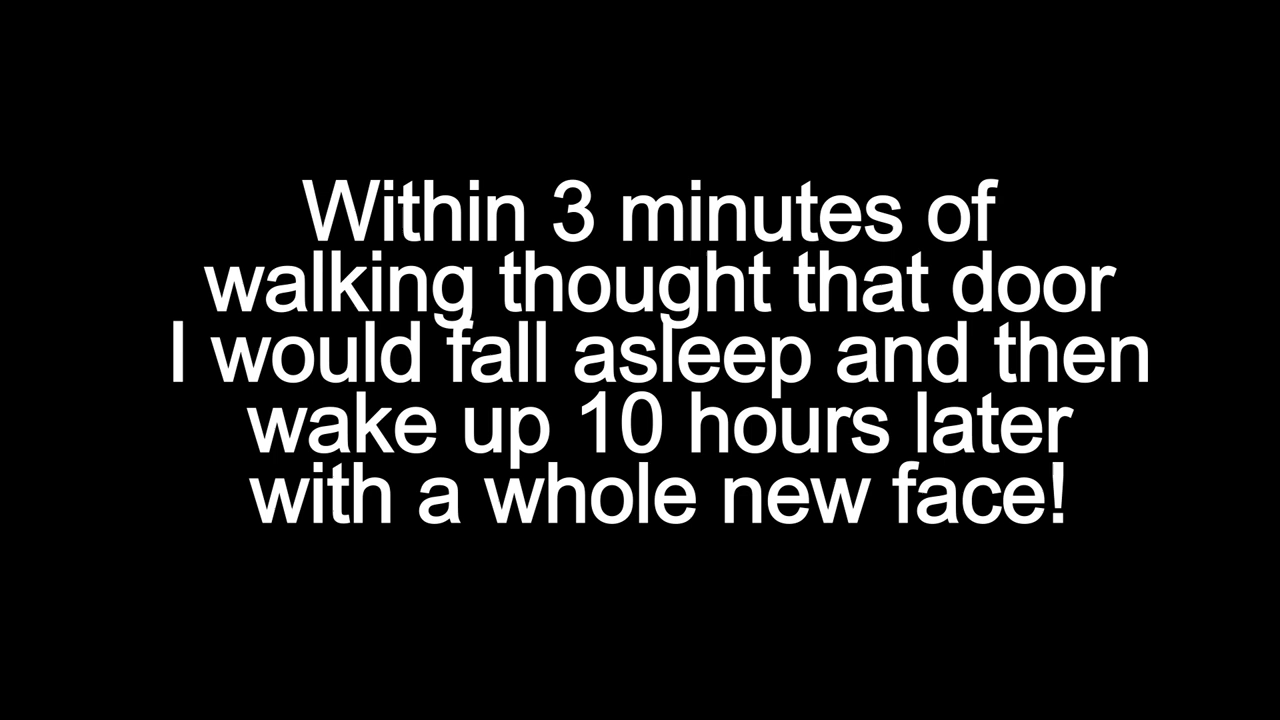 Within 3 minutes of
walking thought that door
I would fall asleep and then
wake up 10 hours later
with a whole new face!